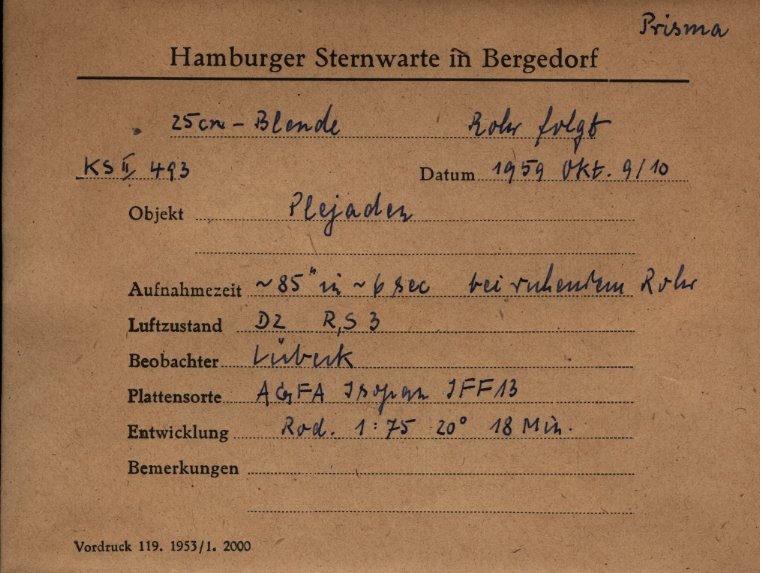 Prisma
Hamburger Sternwarte in Bergedorf
25cm – Blende Rohr folgt
KS II, 493 Datum 1959 Okt. 9/10
Objekt Plejaden
Aufnahmezeit ~85" in ~6 sec bei ruhendem Rohr
Luftzustand D2 R,S 3
Beobachter Lübeck
Plattensorte AGFA Isopan IFF13
Entwicklung Rod. 1:75 20° 18 Min.
Bemerkungen
Vordruck 119. 1953/1. 2000